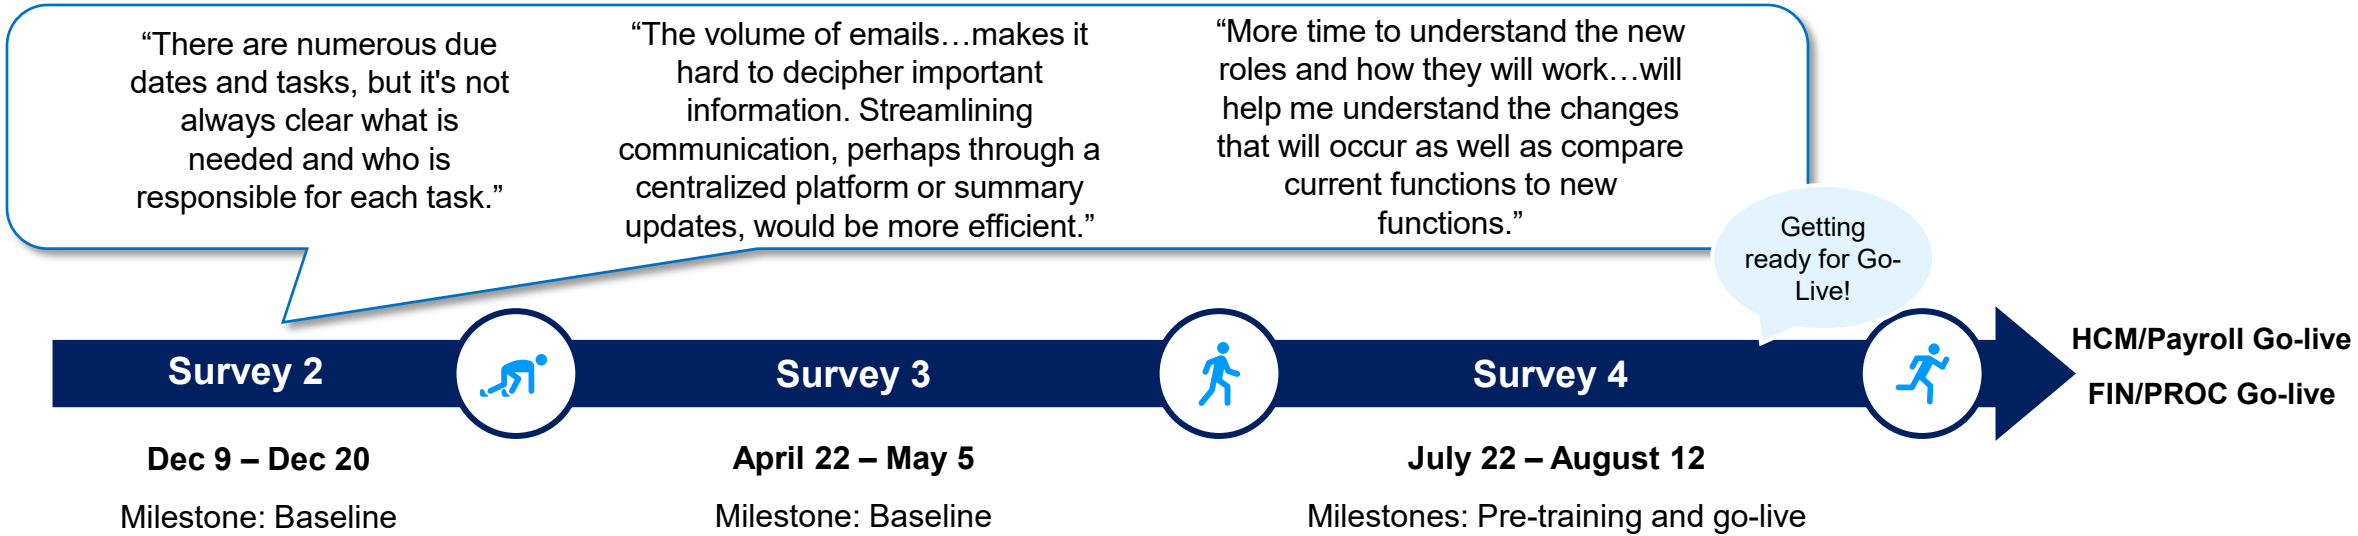 “There are numerous due
dates and tasks, but it's not
always clear what is
needed and who is
responsible for each task.”
“The volume of emails…makes it
hard to decipher important
information. Streamlining
communication, perhaps through a
centralized platform or summary
updates, would be more efficient.”
“More time to understand the new
roles and how they will work…will
help me understand the changes
that will occur as well as compare
current functions to new
functions.”
Getting
ready for Go-
Live!
Survey 2
Survey 3
Survey 4
HCM/Payroll Go-live
FIN/PROC Go-live
Dec 9 – Dec 20
Milestone: Baseline
April 22 – May 5
Milestone: Baseline
July 22 – August 12
Milestones: Pre-training and go-live